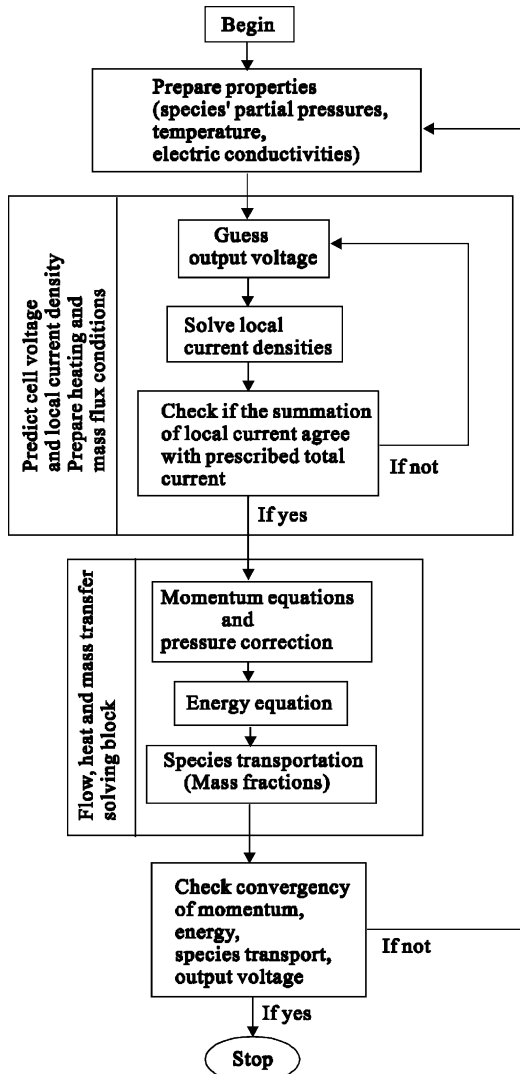 Begin
Prepare properties
(species' partial pressures,
temperature,
electric conductivities)
Predict cell voltage
and local current density
Prepare heating and
mass flux conditions
Guess
output voltage
Solve local
current densities
Check if the summation
of local current agree
with prescribed total
current
If not
If yes
Flow, heat and mass transfer
solving block
Momentum equations
and
pressure correction
Energy equation
Species transportation
(Mass fractions)
Check convergency
of momentum,
energy,
species transport,
output voltage
If not
If yes
Stop